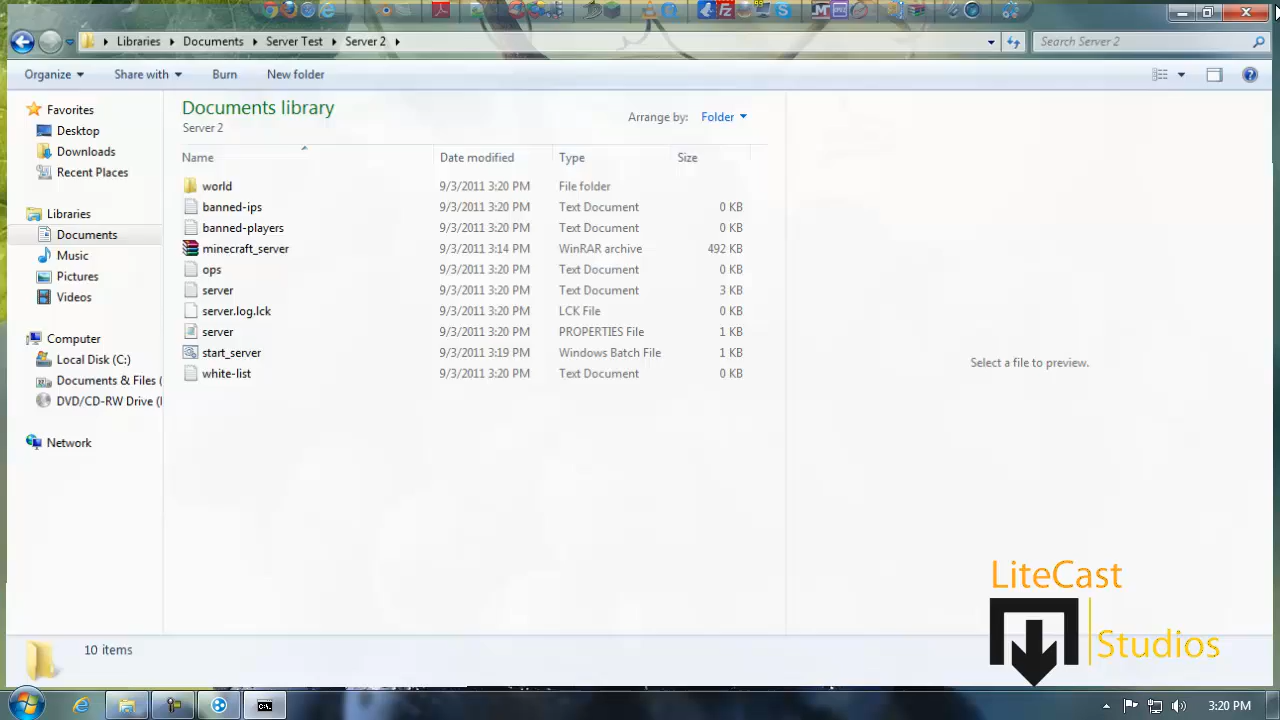 Libraries Documents Server Test Server 2
Search Server 2
Organize Share with Burn New folder
Favorites
Desktop
Downloads
Recent Places
Libraries
Documents
Music
Pictures
Videos
Computer
Local Disk (C:)
Documents & Files (
DVD/CD-RW Drive (
Network
Documents library
Server 2
Arrange by: Folder
Name Date modified Type Size
world 9/3/2011 3:20 PM File folder
banned-ips 9/3/2011 3:20 PM Text Document 0 KB
banned-players 9/3/2011 3:20 PM Text Document 0 KB
minecraft_server 9/3/2011 3:14 PM WinRAR archive 492 KB
ops 9/3/2011 3:20 PM Text Document 0 KB
server 9/3/2011 3:20 PM Text Document 3 KB
server.log.lck 9/3/2011 3:20 PM LCK File 0 KB
server 9/3/2011 3:20 PM PROPERTIES File 1 KB
start_server 9/3/2011 3:19 PM Windows Batch File 1 KB
white-list 9/3/2011 3:20 PM Text Document 0 KB
Select a file to preview.
LiteCast
Studios
10 items
3:20 PM